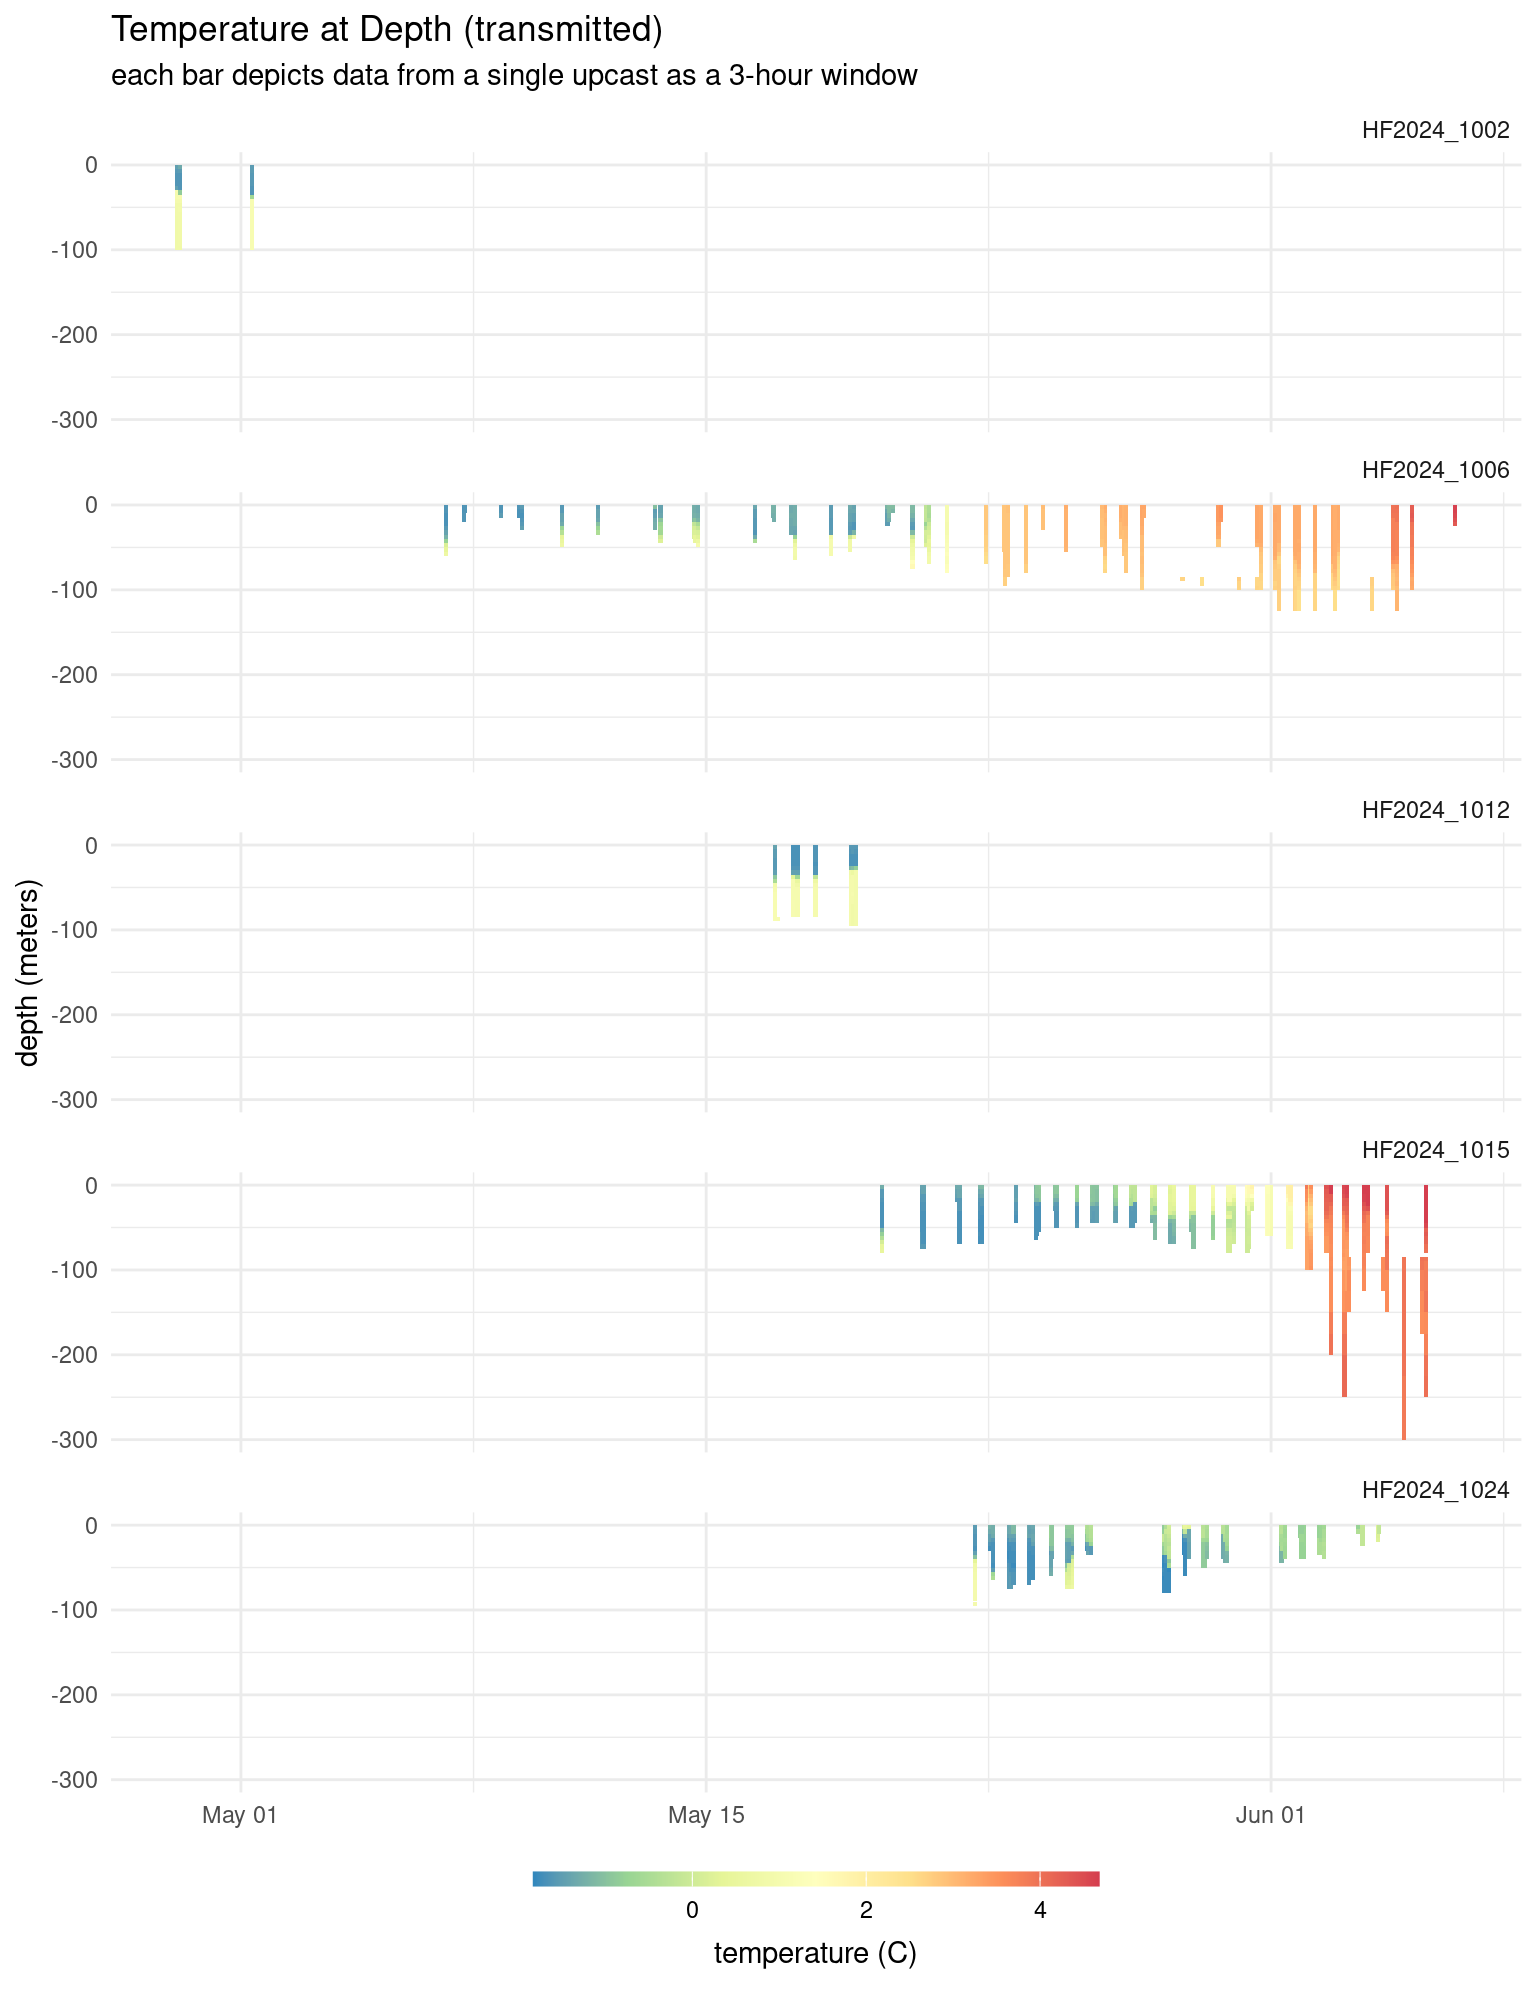 Temperature at Depth (transmitted)
each bar depicts data from a single upcast as a 3-hour window
HF2024_1002
0
-100
-200
-300
HF2024_1006
0
-100
-200
-300
HF2024_1012
0
-100
-200
-300
depth (meters)
HF2024_1015
0
-100
-200
-300
HF2024_1024
0
-100
-200
-300
May 01 May 15 Jun 01
0 2 4
temperature (C)